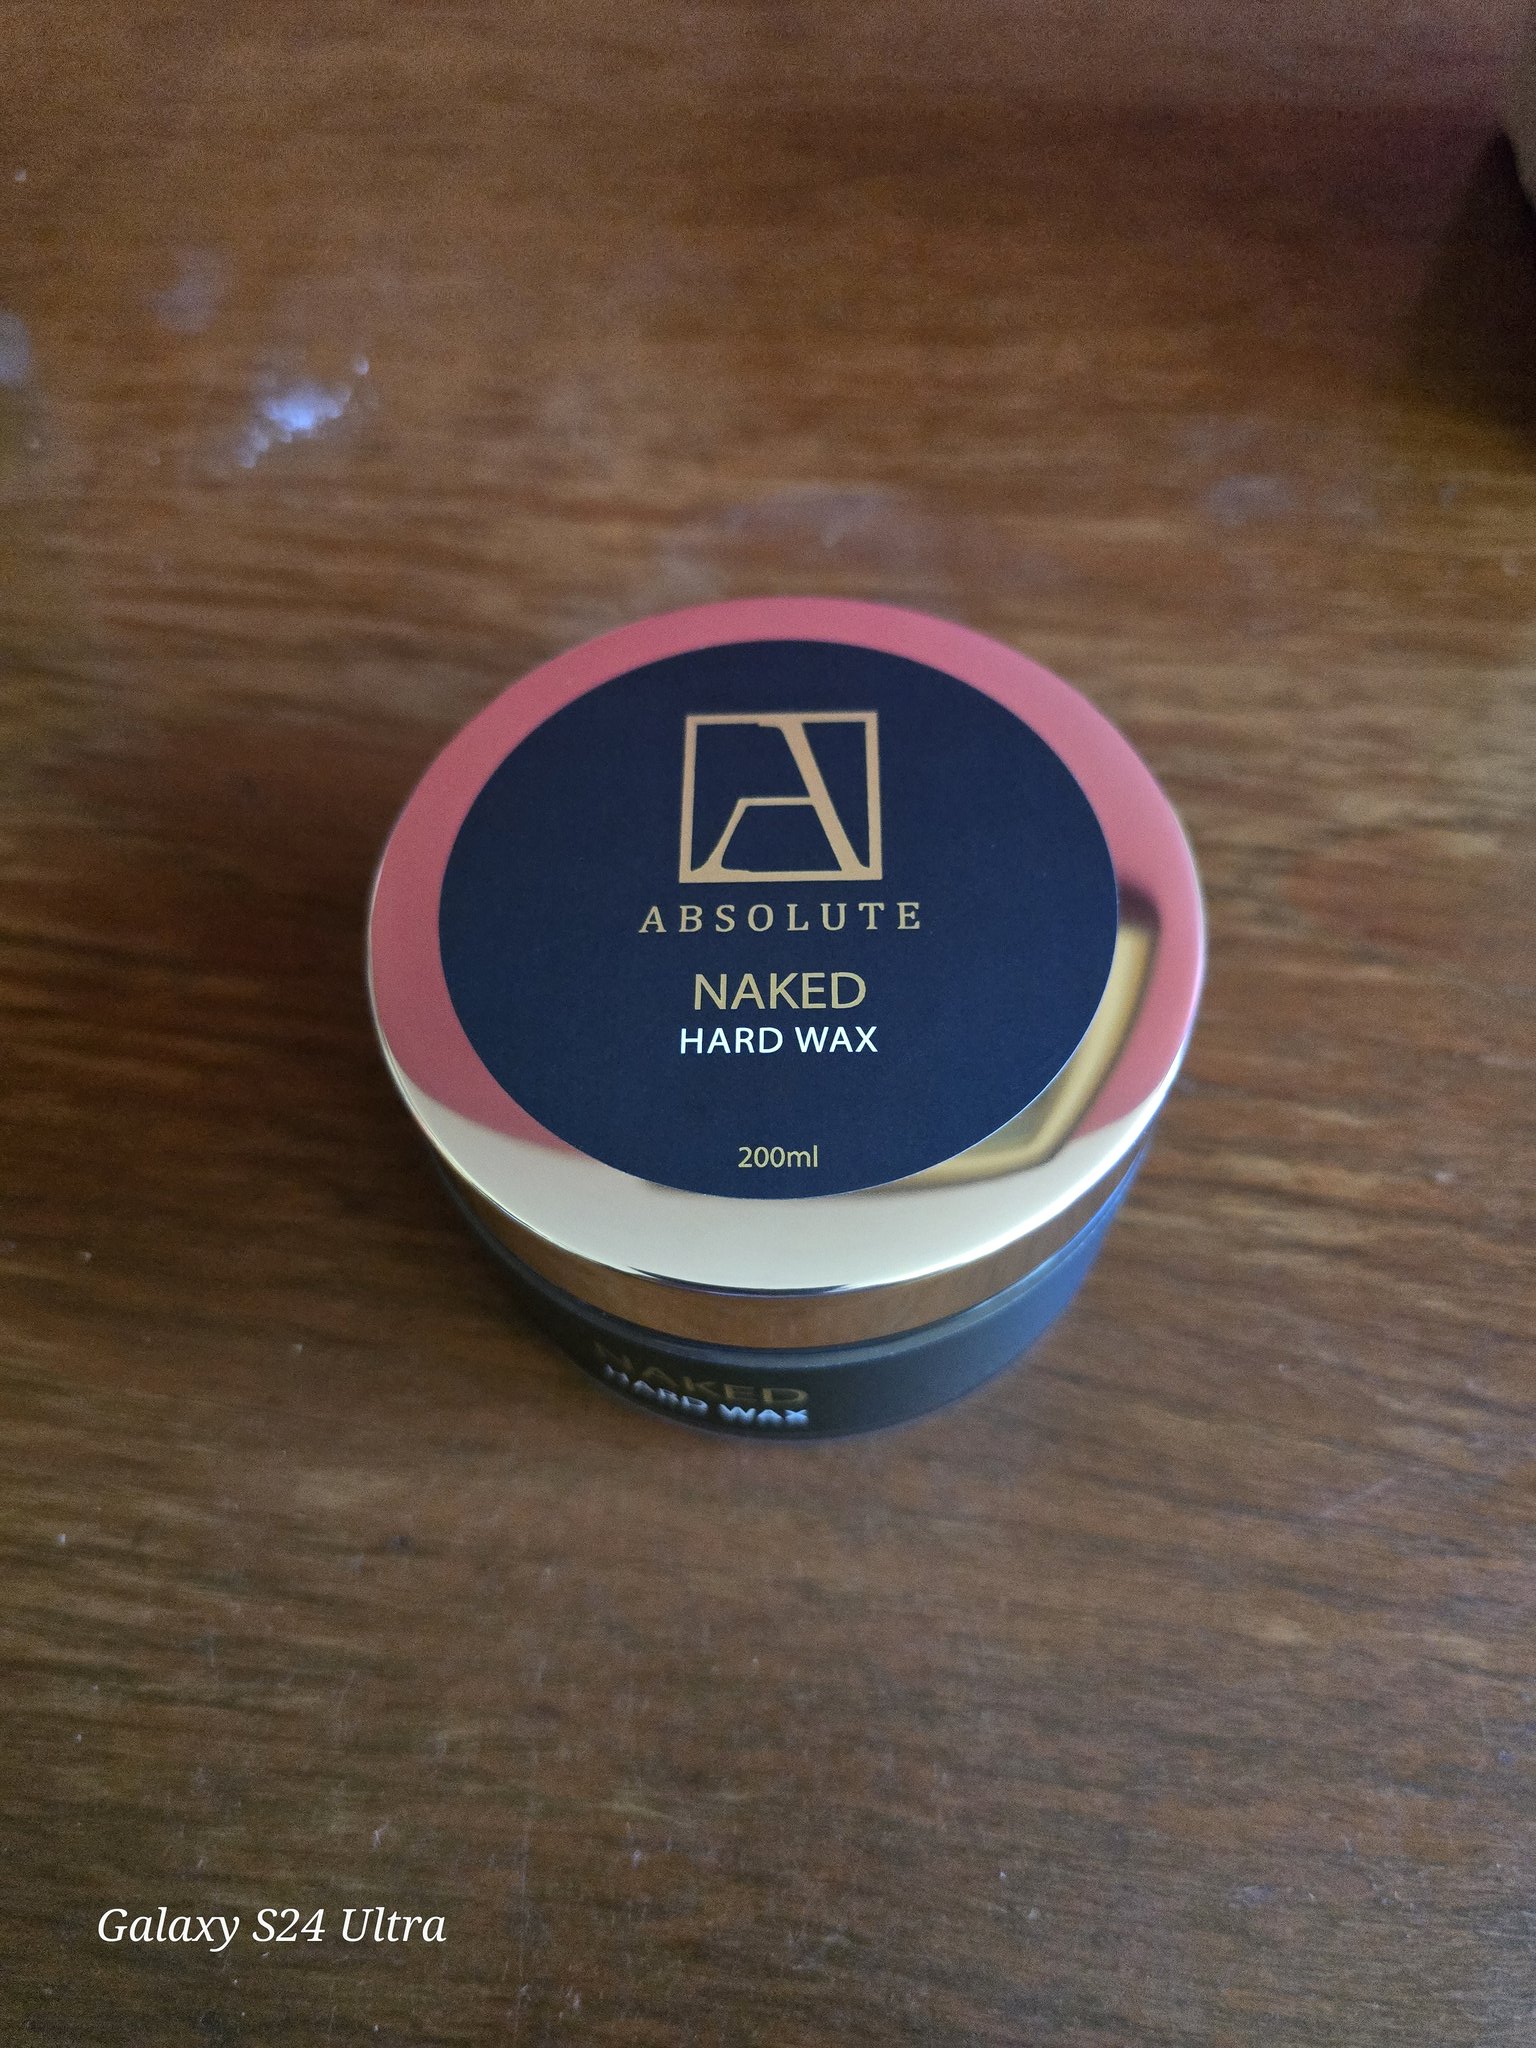 A
ABSOLUTE
NAKED
HARD WAX
200ml
NAKED
HARD WAX
Galaxy S24 Ultra